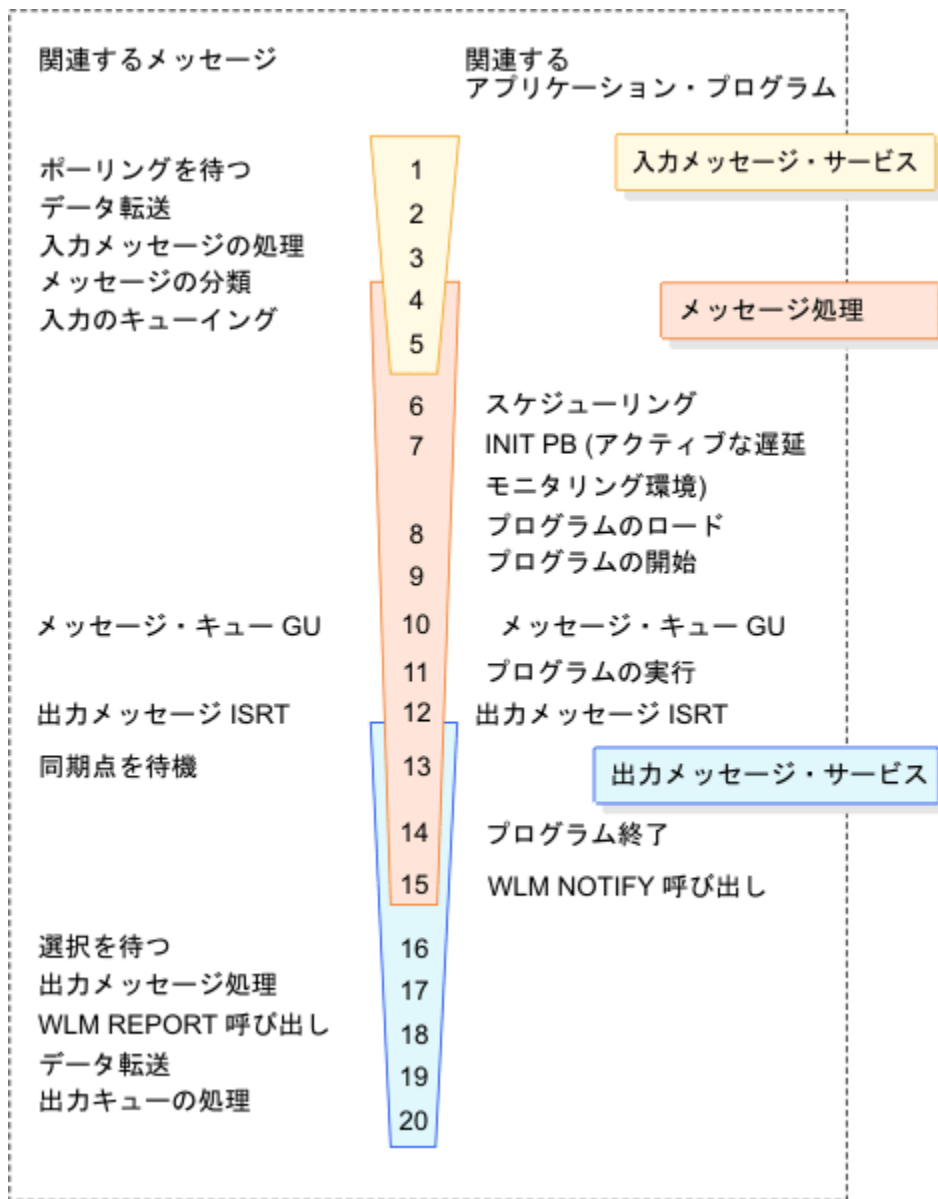 関連するメッセージ
関連する
アプリケーション・プログラム
入力メッセージ・サービス
ポーリングを待つ
1
データ転送
2
入力メッセージの処理
3
メッセージの分類
4
メッセージ処理
入力のキューイング
5
6
スケジューリング
7
INIT PB (アクティブな遅延
モニタリング環境)
8
プログラムのロード
9
プログラムの開始
メッセージ・キュー GU
10
メッセージ・キュー GU
11
プログラムの実行
出力メッセージ ISRT
12
出力メッセージ ISRT
同期点を待機
13
出力メッセージ・サービス
14
プログラム終了
15
WLM NOTIFY 呼び出し
選択を待つ
16
出力メッセージ処理
17
WLM REPORT 呼び出し
18
データ転送
19
出力キューの処理
20